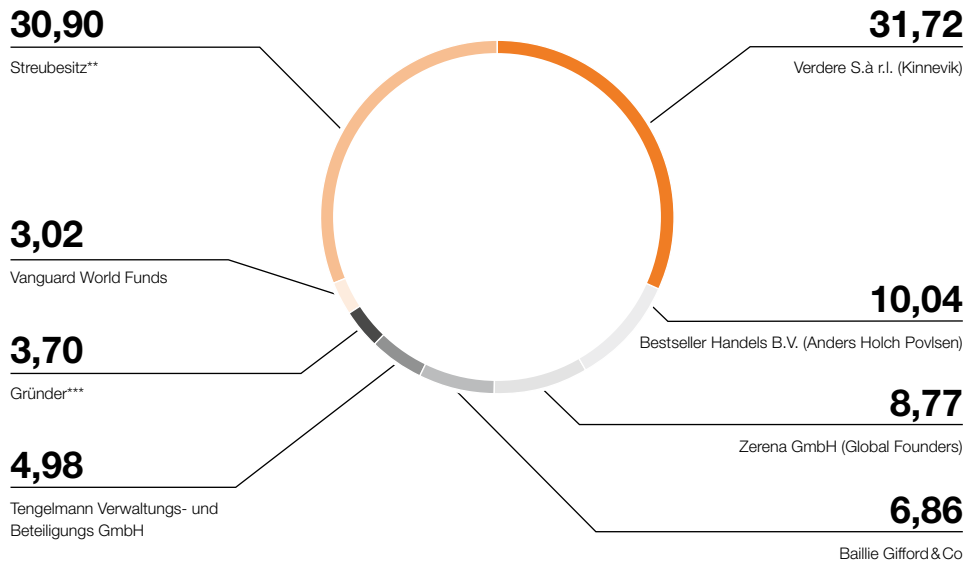 30,90
Streubesitz**
31,72
Verdere S.à r.l. (Kinnevik)
3,02
Vanguard World Funds
10,04
Bestseller Handels B.V. (Anders Holch Povlsen)
3,70
Gründer***
8,77
Zerena GmbH (Global Founders)
4,98
Tengelmann Verwaltungs- und
Beteiligungs GmbH
6,86
Baillie Gifford & Co